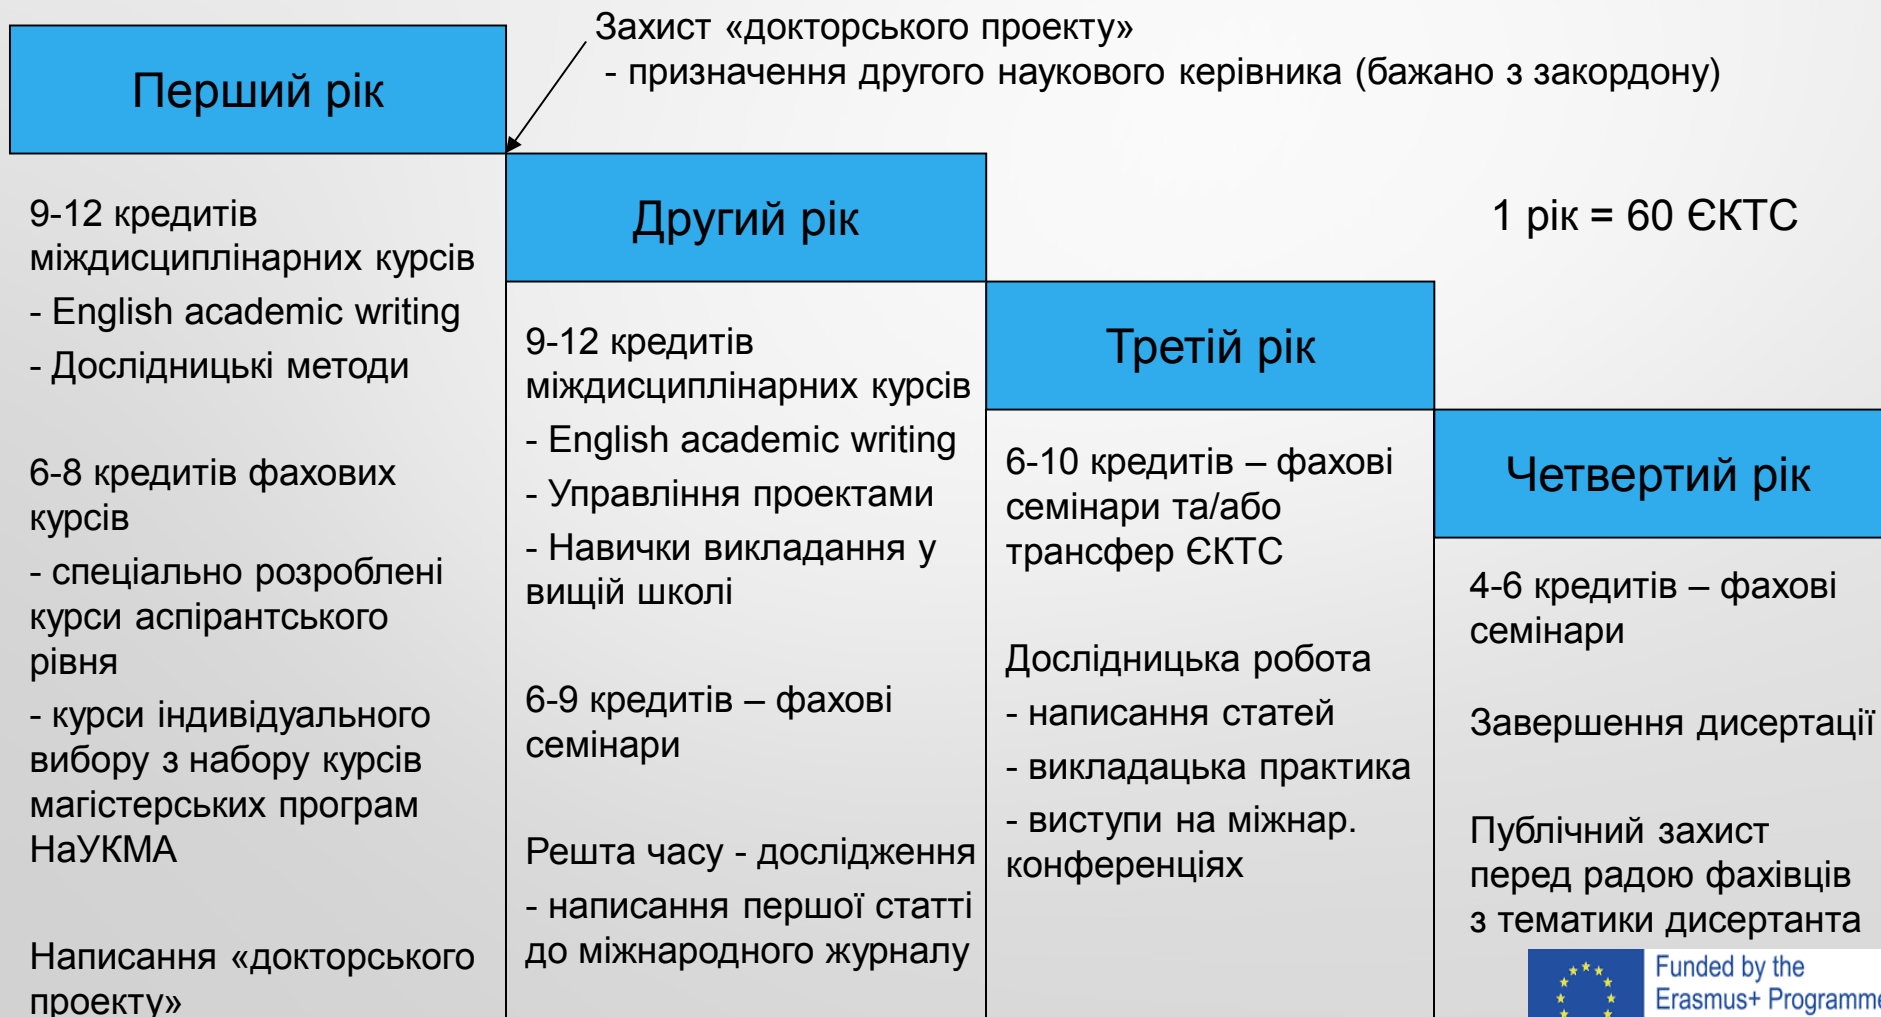 Захист «докторського проекту»
- призначення другого наукового керівника (бажано з закордону)
Перший рік
9-12 кредитів
міждисциплінарних курсів
- English academic writing
- Дослідницькі методи
6-8 кредитів фахових
курсів
- спеціально розроблені
курси аспірантського
рівня
- курси індивідуального
вибору з набору курсів
магістерських програм
НаУКМА
Написання «докторського
проекту»
Другий рік
9-12 кредитів
міждисциплінарних курсів
- English academic writing
- Управління проектами
- Навички викладання у
вищій школі
6-9 кредитів – фахові
семінари
Решта часу - дослідження
- написання першої статті
до міжнародного журналу
1 рік = 60 ЄКТС
Третій рік
6-10 кредитів – фахові
семінари та/або
трансфер ЄКТС
Дослідницька робота
- написання статей
- викладацька практика
- виступи на міжнар.
конференціях
Четвертий рік
4-6 кредитів – фахові
семінари
Завершення дисертації
Публічний захист
перед радою фахівців
з тематики дисертанта
Funded by the
Erasmus+ Programme